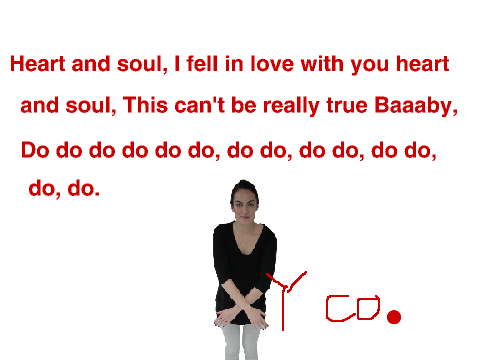 Heart and soul, I fell in love with you heart
and soul, This can't be really true Baaaby,
Do do do do do do, do do, do do, do do,
do, do.
Y CO.